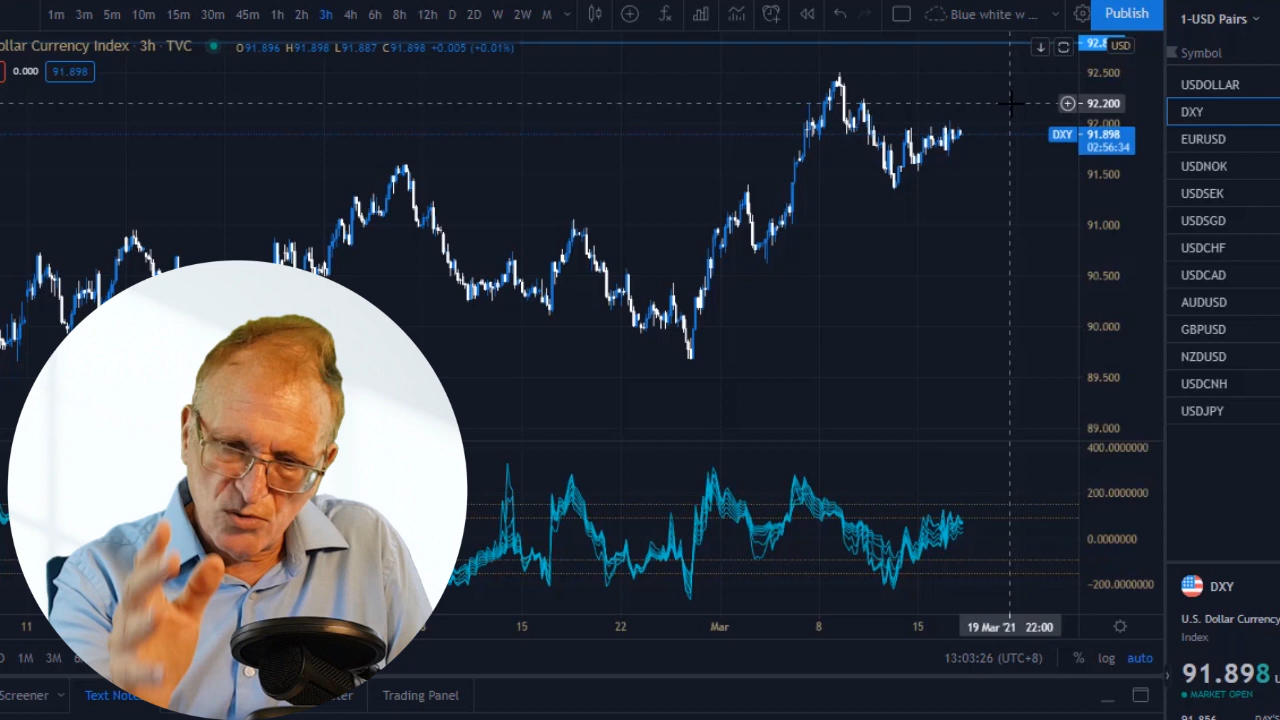 1m 3m 5m 10m 15m 30m 45m 1h 2h 3h 4h 6h 8h 12h D 2D W 2W M Blue white w ... Publish
1-USD Pairs
ollar Currency Index · 3h · TVC O91.896 H91.898 L91.887 C91.898 +0.005 (+0.01%)
92.8 USD
Symbol
0.000 91.898
92.500
USDOLLAR
92.200
DXY
92.000
DXY 91.898
02:56:34
EURUSD
USDNOK
91.500
USDSEK
91.000
USDSGD
USDCHF
90.500
USDCAD
AUDUSD
90.000
GBPUSD
NZDUSD
89.500
USDCNH
USDJPY
89.000
400.0000000
200.0000000
0.0000000
−200.0000000
DXY
U.S. Dollar Currency
Index
11 15 22 Mar 8 15 19 Mar '21 22:00
D 1M 3M 13:03:26 (UTC+8) % log auto
91.898
MARKET OPEN
Screener Text Note ter Trading Panel